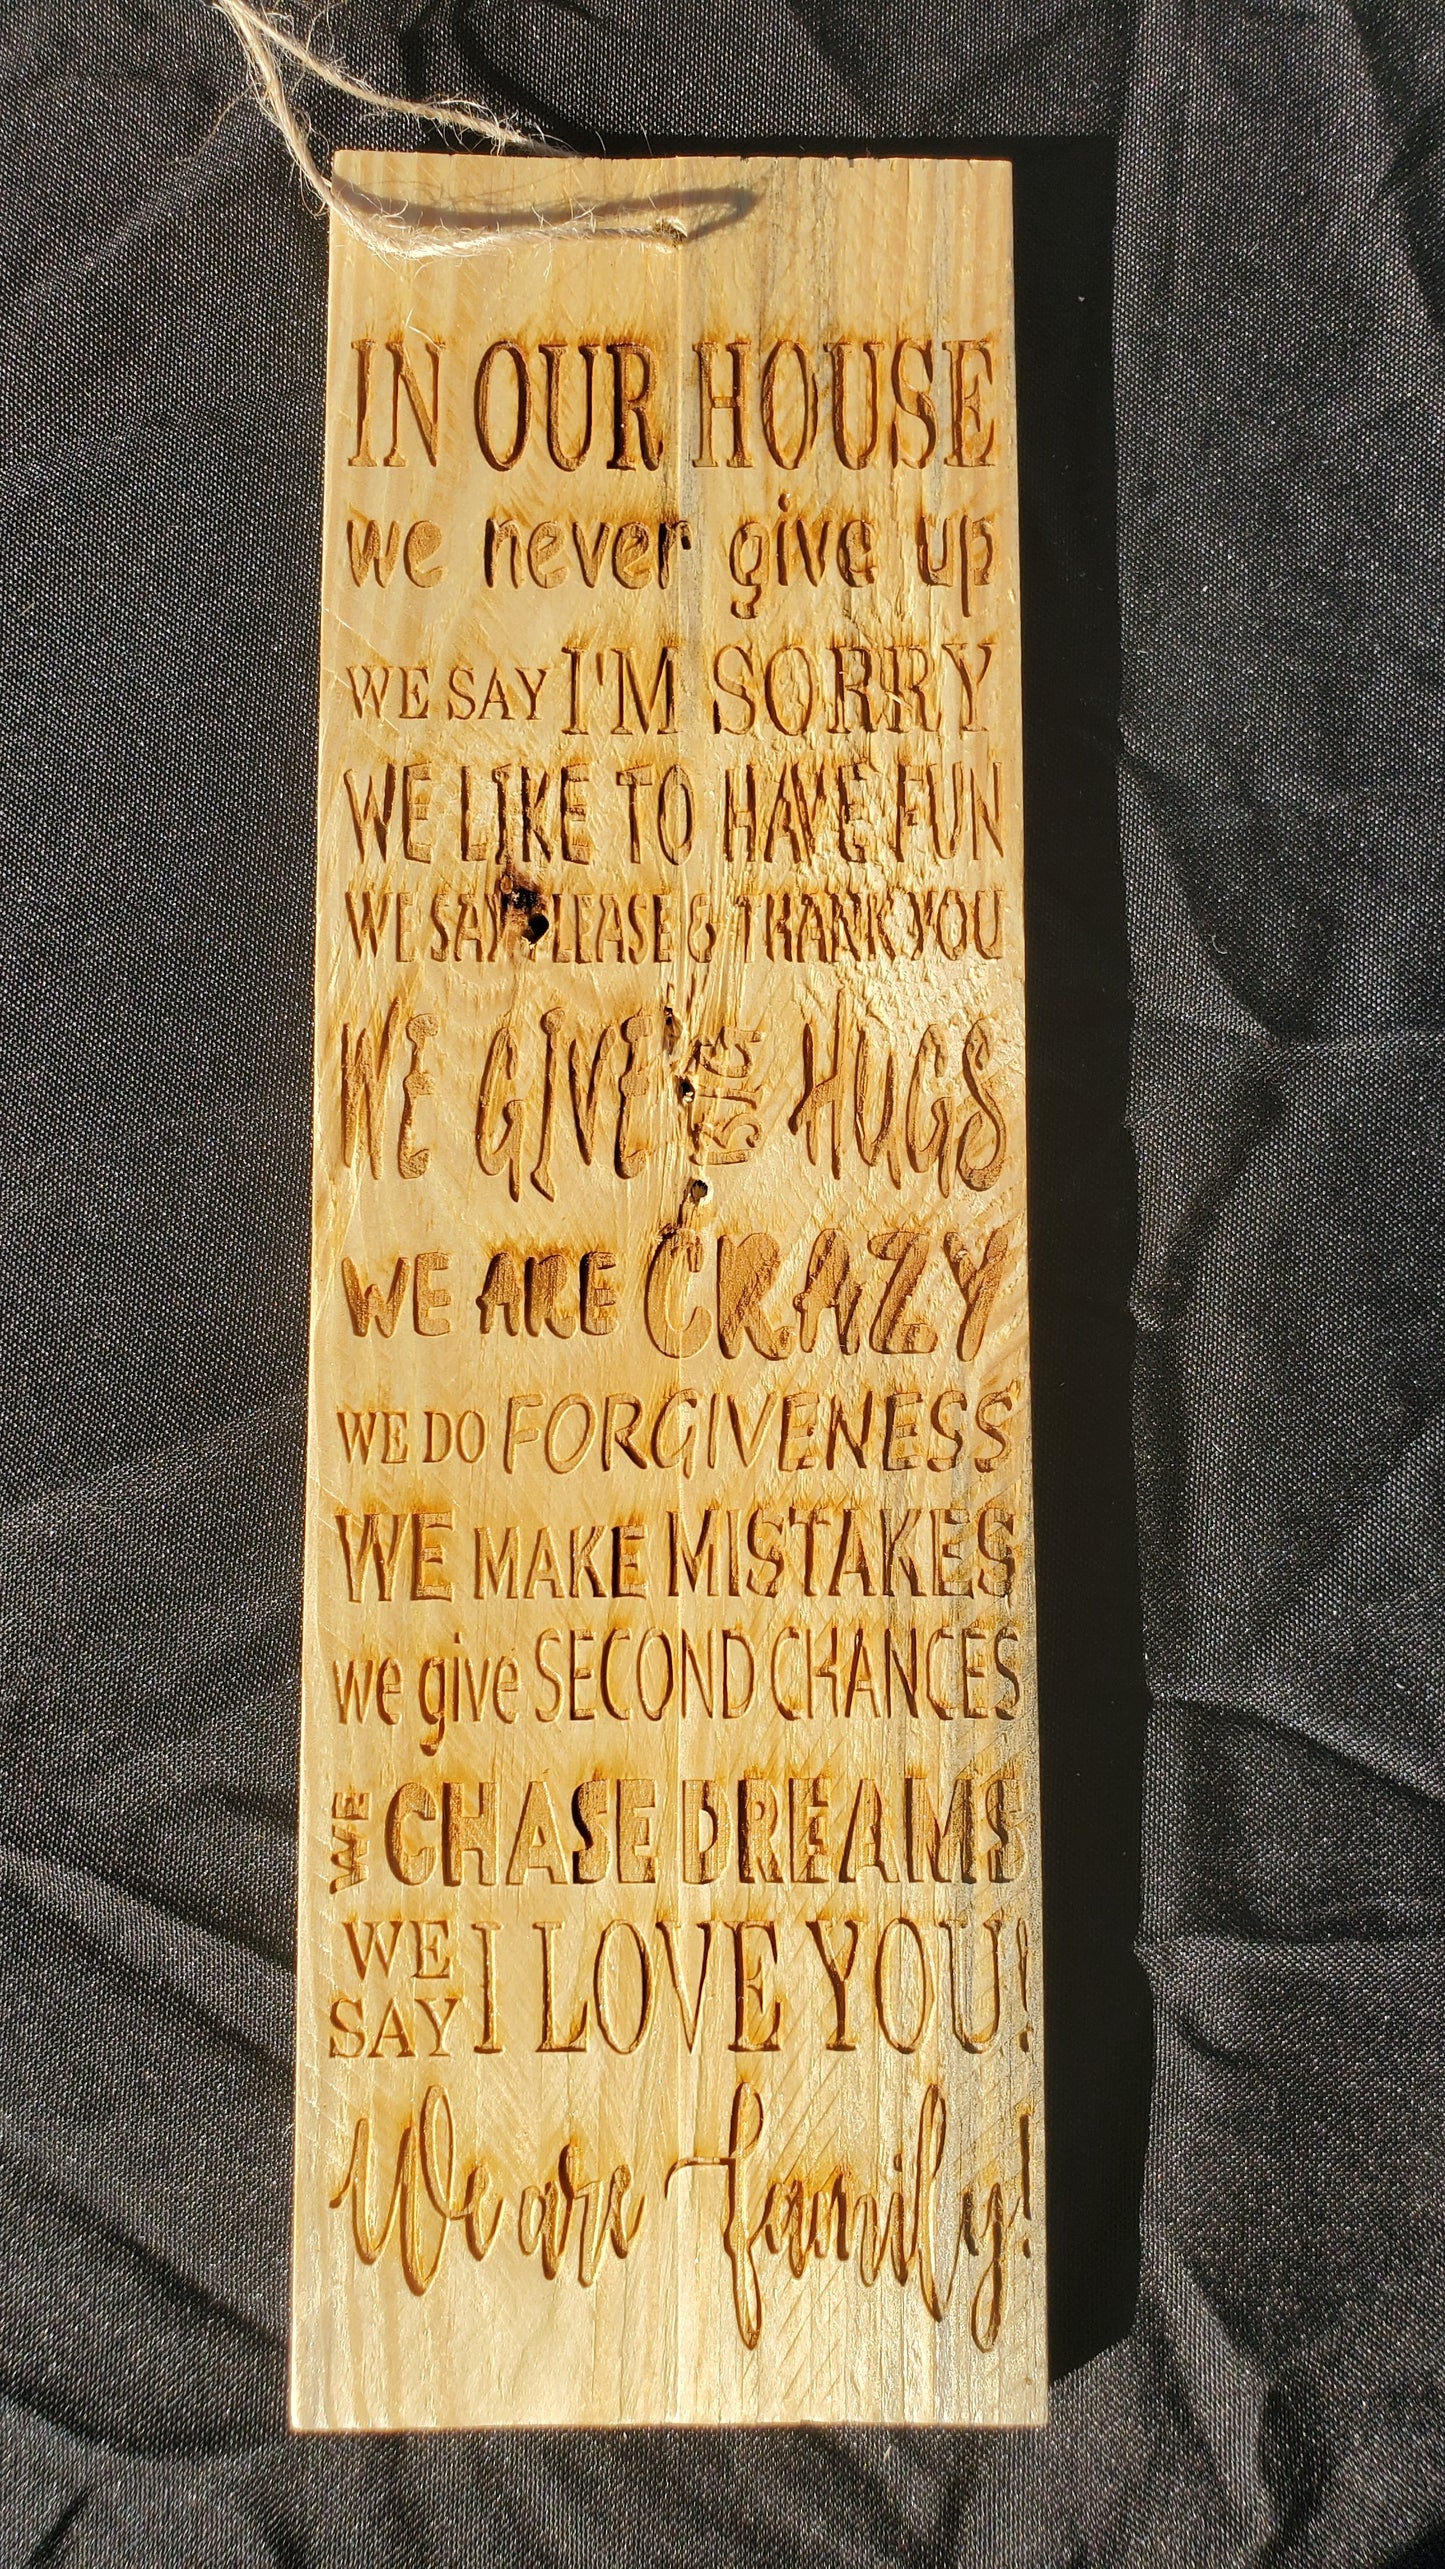 IN OUR HOUSE
we never give up
WE SAY I'M SORRY
WE LIKE TO HAVE FUN
WE SAY PLEASE & THANK YOU
WE GIVE BIG HUGS
WE ARE CRAZY
WE DO FORGIVENESS
WE MAKE MISTAKES
we give SECOND CHANCES
WE CHASE DREAMS
WE SAY I LOVE YOU!
We are family!